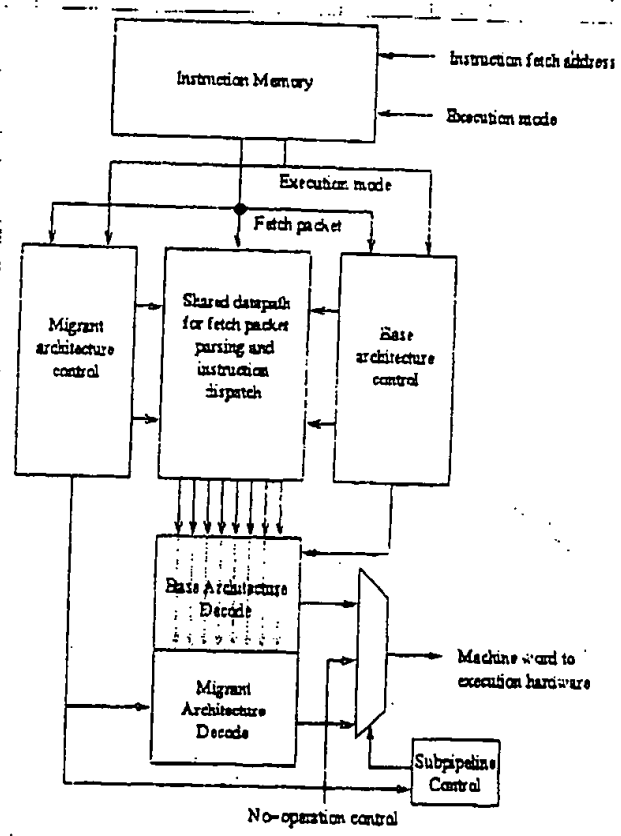 Instruction Memory
Instruction fetch address
Execution mode
Execution mode
Fetch packet
Migrant
architecture
control
Shared datapath
for fetch packet
parsing and
instruction
dispatch
Base
architecture
control
Base Architecture
Decode
Migrant
Architecture
Decode
Machine word to
execution hardware
Subpipeline
Control
No-operation control